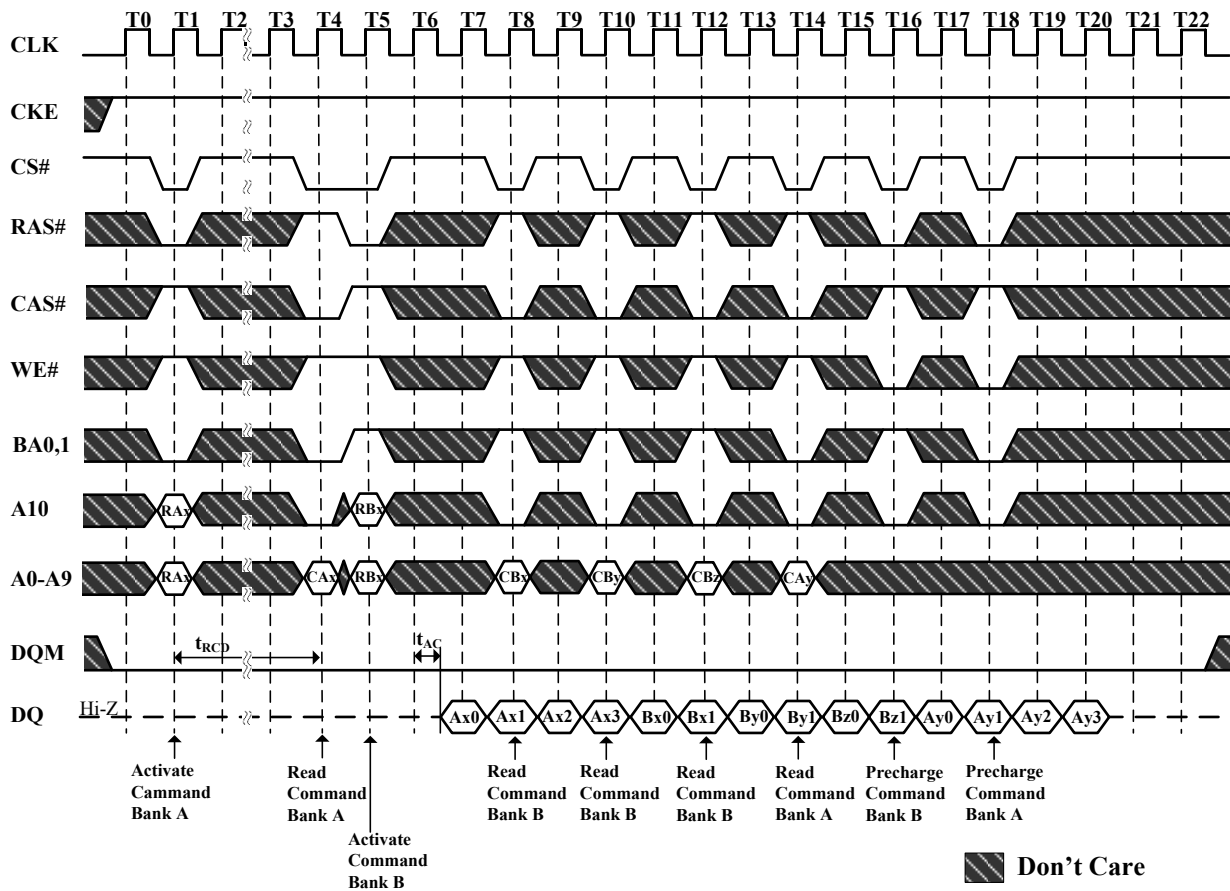 T0 T1 T2 T3 T4 T5 T6 T7 T8 T9 T10 T11 T12 T13 T14 T15 T16 T17 T18 T19 T20 T21 T22
CLK
CKE
CS#
RAS#
CAS#
WE#
BA0,1
A10 RAx RBx
A0-A9 RAx CAx RBx CBx CBy CBz CAy
DQM tRCD tAC
DQ Hi-Z Ax0 Ax1 Ax2 Ax3 Bx0 Bx1 By0 By1 Bz0 Bz1 Ay0 Ay1 Ay2 Ay3
Activate
Cammand
Bank A
Read
Command
Bank A
Activate
Command
Bank B
Read
Command
Bank B
Read
Command
Bank B
Read
Command
Bank B
Read
Command
Bank A
Precharge
Command
Bank B
Precharge
Command
Bank A
Don't Care